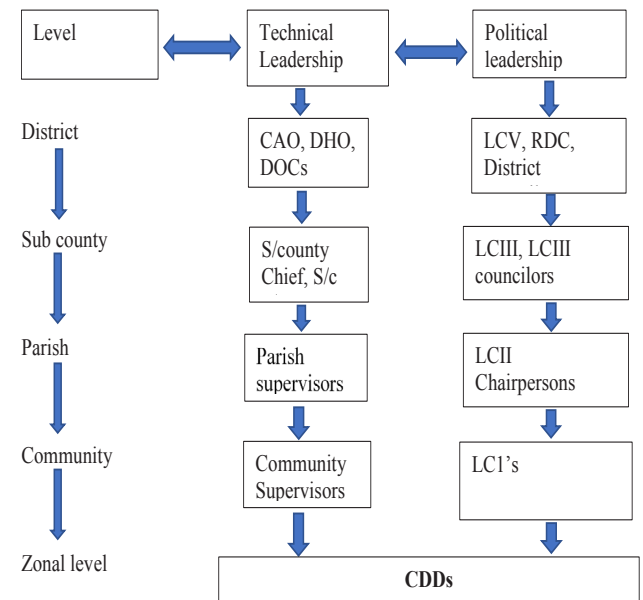 Level
Technical
Leadership
Political
leadership
District
CAO, DHO,
DOCs
LCV, RDC,
District
Sub county
S/county
Chief, S/c
LCIII, LCIII
councilors
Parish
Parish
supervisors
LCII
Chairpersons
Community
Community
Supervisors
LC1’s
Zonal level
CDDs